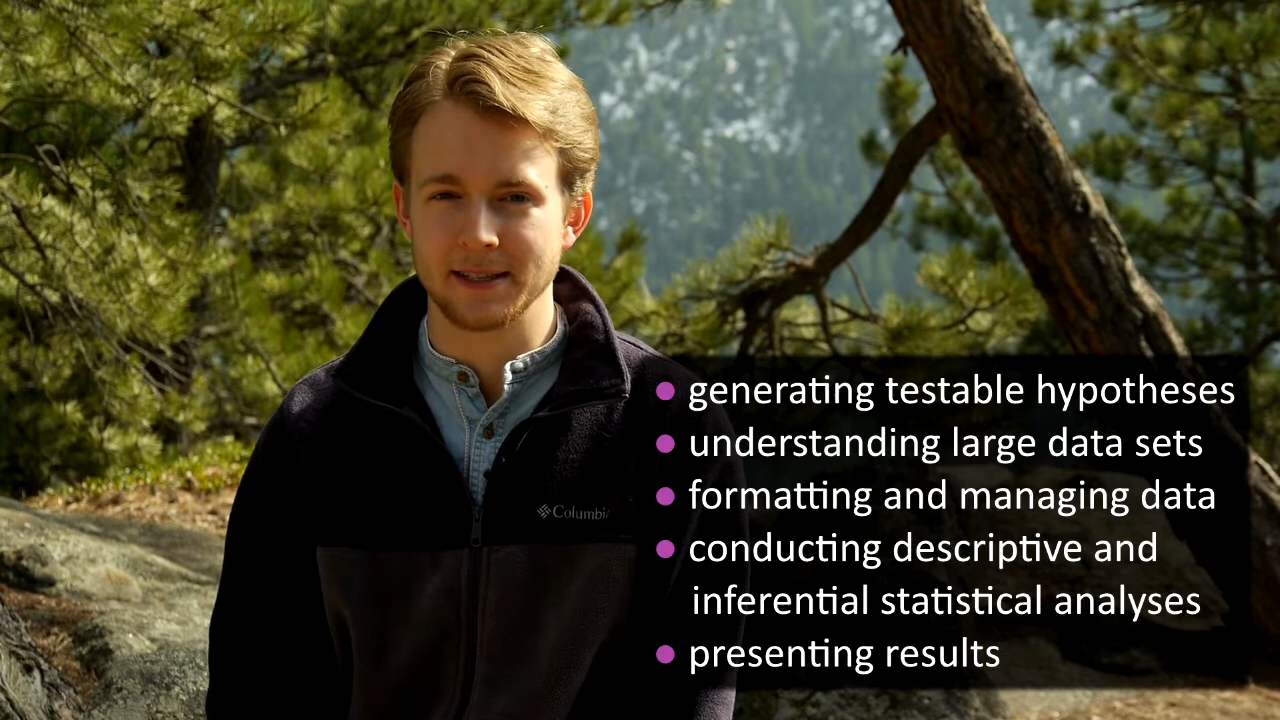 generating testable hypotheses
understanding large data sets
formatting and managing data
conducting descriptive and
inferential statistical analyses
presenting results
Columbia